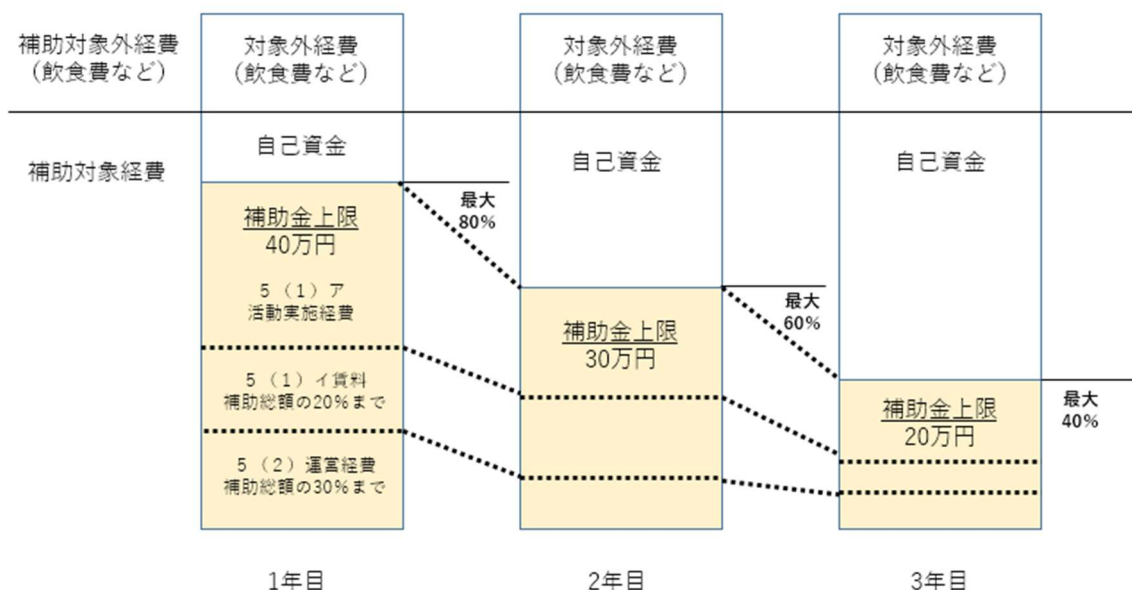 補助対象外経費
(飲食費など)
対象外経費
(飲食費など)
対象外経費
(飲食費など)
対象外経費
(飲食費など)
補助対象経費
自己資金
自己資金
自己資金
補助金上限
40万円
最大
80%
5（1）ア
活動実施経費
5（1）イ賃料
補助総額の20%まで
5（2）運営経費
補助総額の30%まで
補助金上限
30万円
最大
60%
補助金上限
20万円
最大
40%
1年目
2年目
3年目